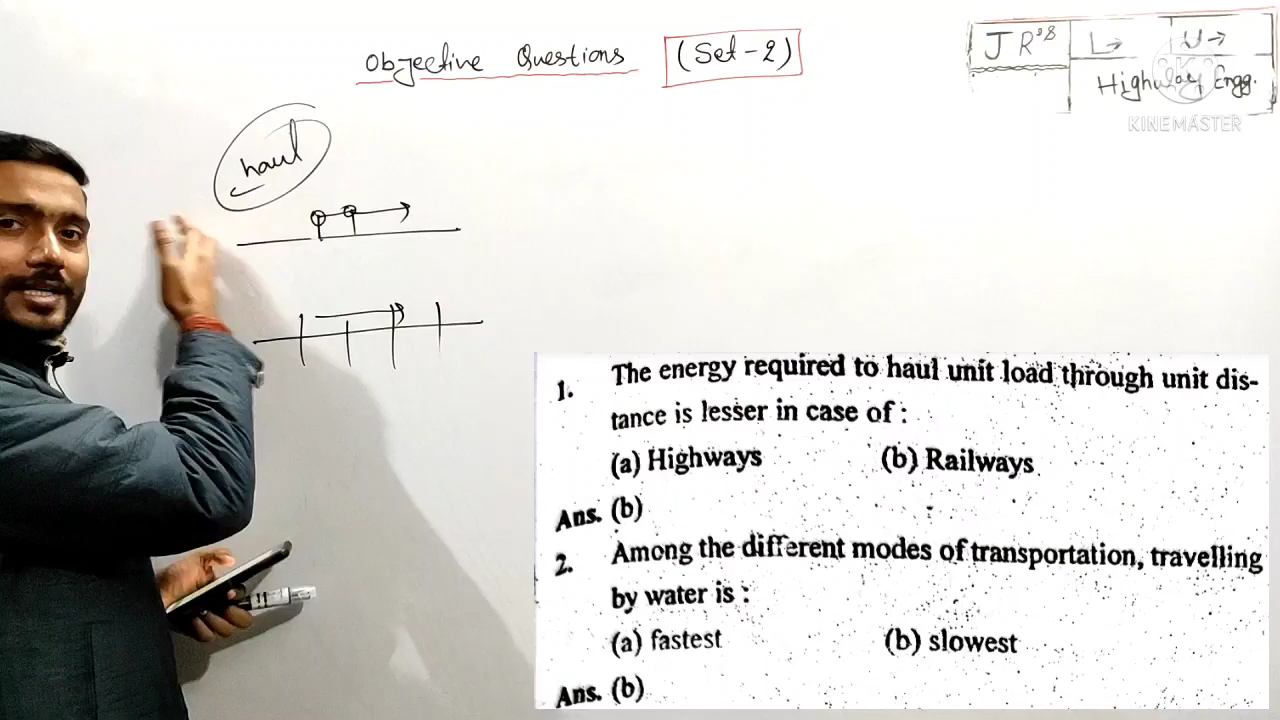 Objective Questions (Set-2)
J R
Highway Engg.
KINEMASTER
haul
1. The energy required to haul unit load through unit dis-
tance is lesser in case of :
(a) Highways (b) Railways
Ans. (b)
2. Among the different modes of transportation, travelling
by water is :
(a) fastest (b) slowest
Ans. (b)